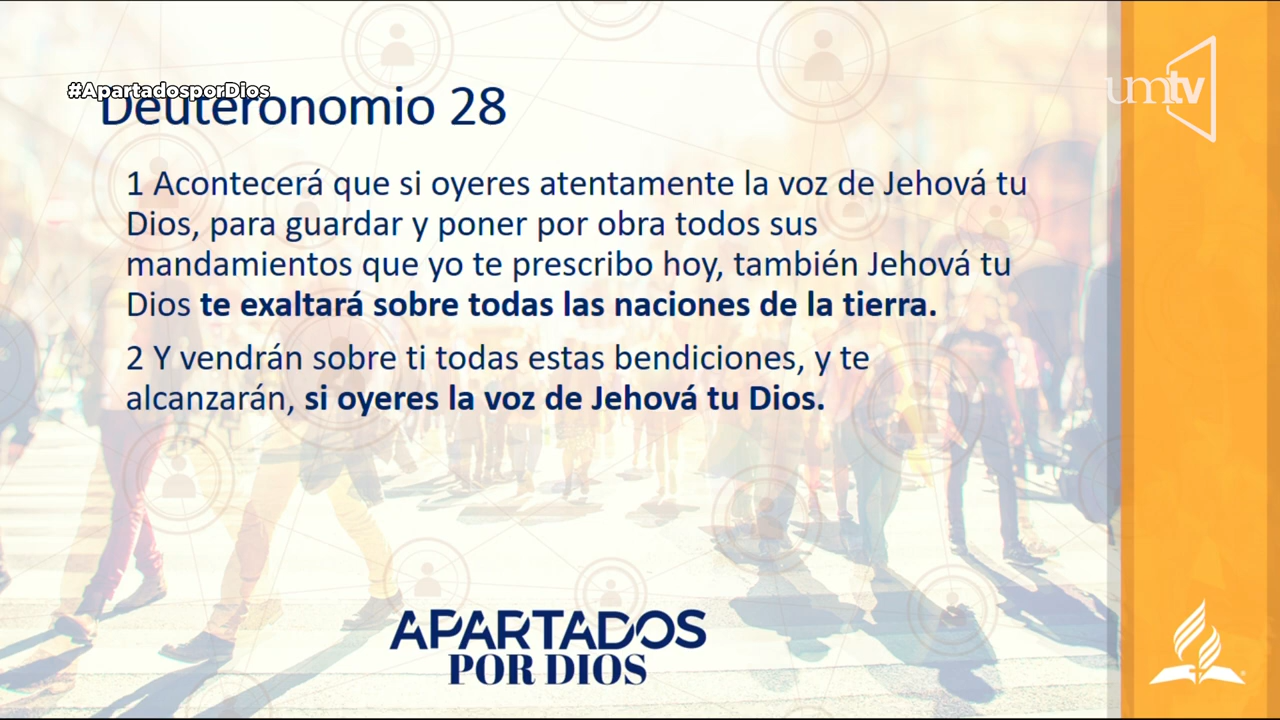 #ApartadosporDios
umtv
Deuteronomio 28
1 Acontecerá que si oyeres atentamente la voz de Jehová tu
Dios, para guardar y poner por obra todos sus
mandamientos que yo te prescribo hoy, también Jehová tu
Dios te exaltará sobre todas las naciones de la tierra.
2 Y vendrán sobre ti todas estas bendiciones, y te
alcanzarán, si oyeres la voz de Jehová tu Dios.
APARTADOS
POR DIOS